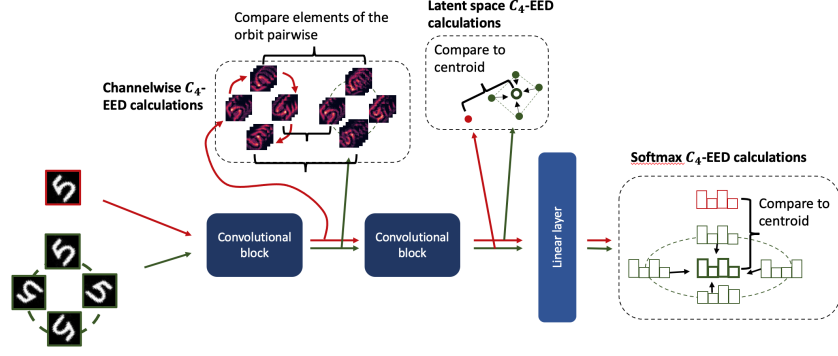 Compare elements of the
orbit pairwise
Channelwise C₄-
EED calculations
Latent space C₄-EED
calculations
Compare to
centroid
Convolutional
block
Convolutional
block
Linear layer
Softmax C₄-EED calculations
Compare to
centroid